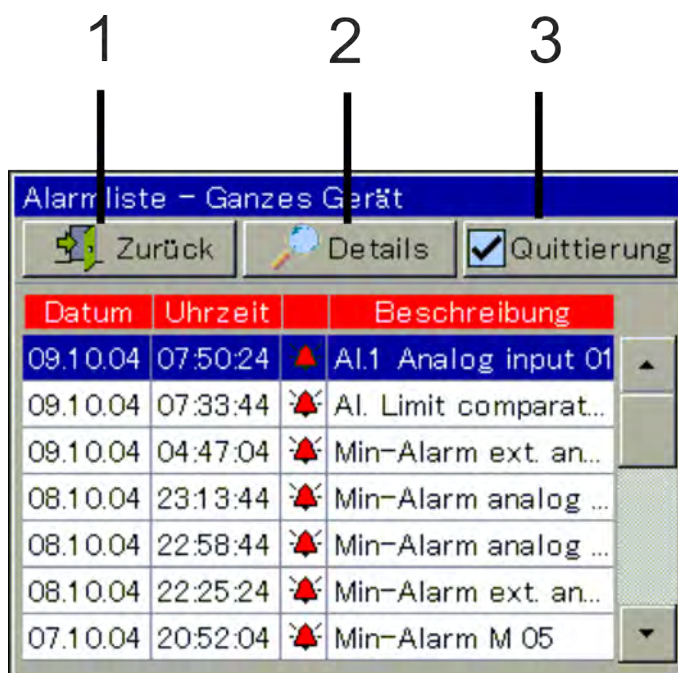 1 2 3
Alarmliste - Ganzes Gerät
Zurück Details Quittierung
Datum Uhrzeit Beschreibung
09.10.04 07:50:24 Al.1 Analog input 01
09.10.04 07:33:44 Al. Limit comparat...
09.10.04 04:47:04 Min-Alarm ext. an...
08.10.04 23:13:44 Min-Alarm analog ...
08.10.04 22:58:44 Min-Alarm analog ...
08.10.04 22:25:24 Min-Alarm ext. an...
07.10.04 20:52:04 Min-Alarm M 05